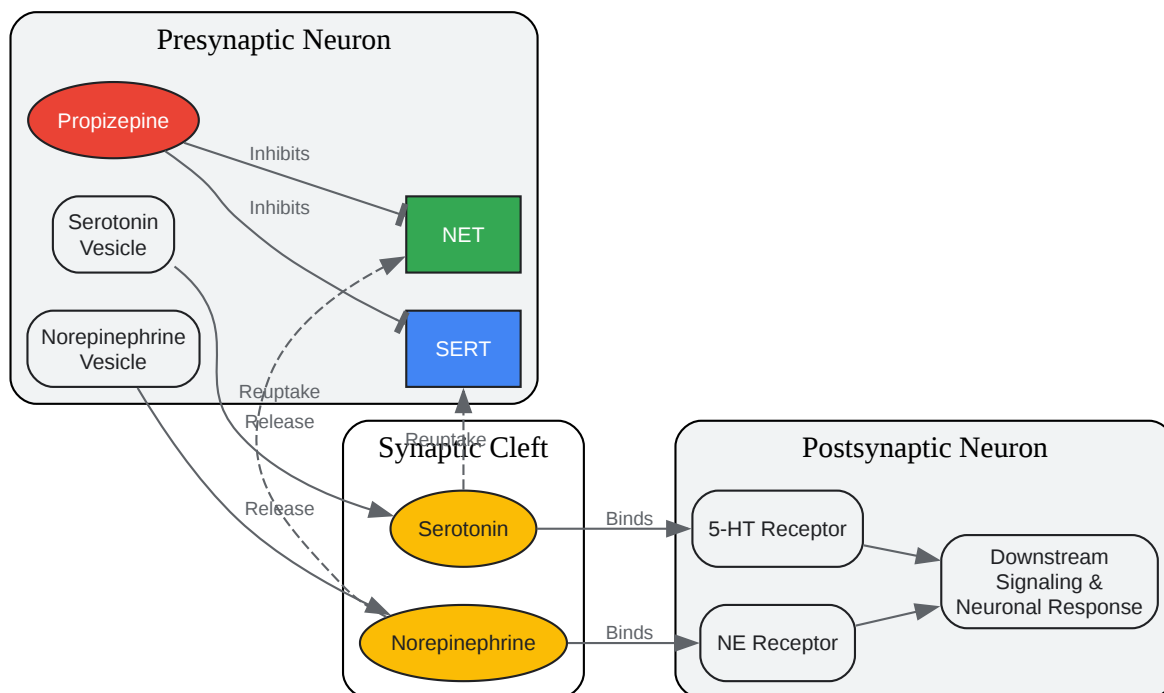 Presynaptic Neuron
Propizepine
Inhibits
Inhibits
Serotonin
Vesicle
NET
Norepinephrine
Vesicle
SERT
Reuptake
Release
Reuptake
Synaptic Cleft
Postsynaptic Neuron
Release
Serotonin
Binds
5-HT Receptor
Downstream
Signaling &
Neuronal Response
Norepinephrine
Binds
NE Receptor